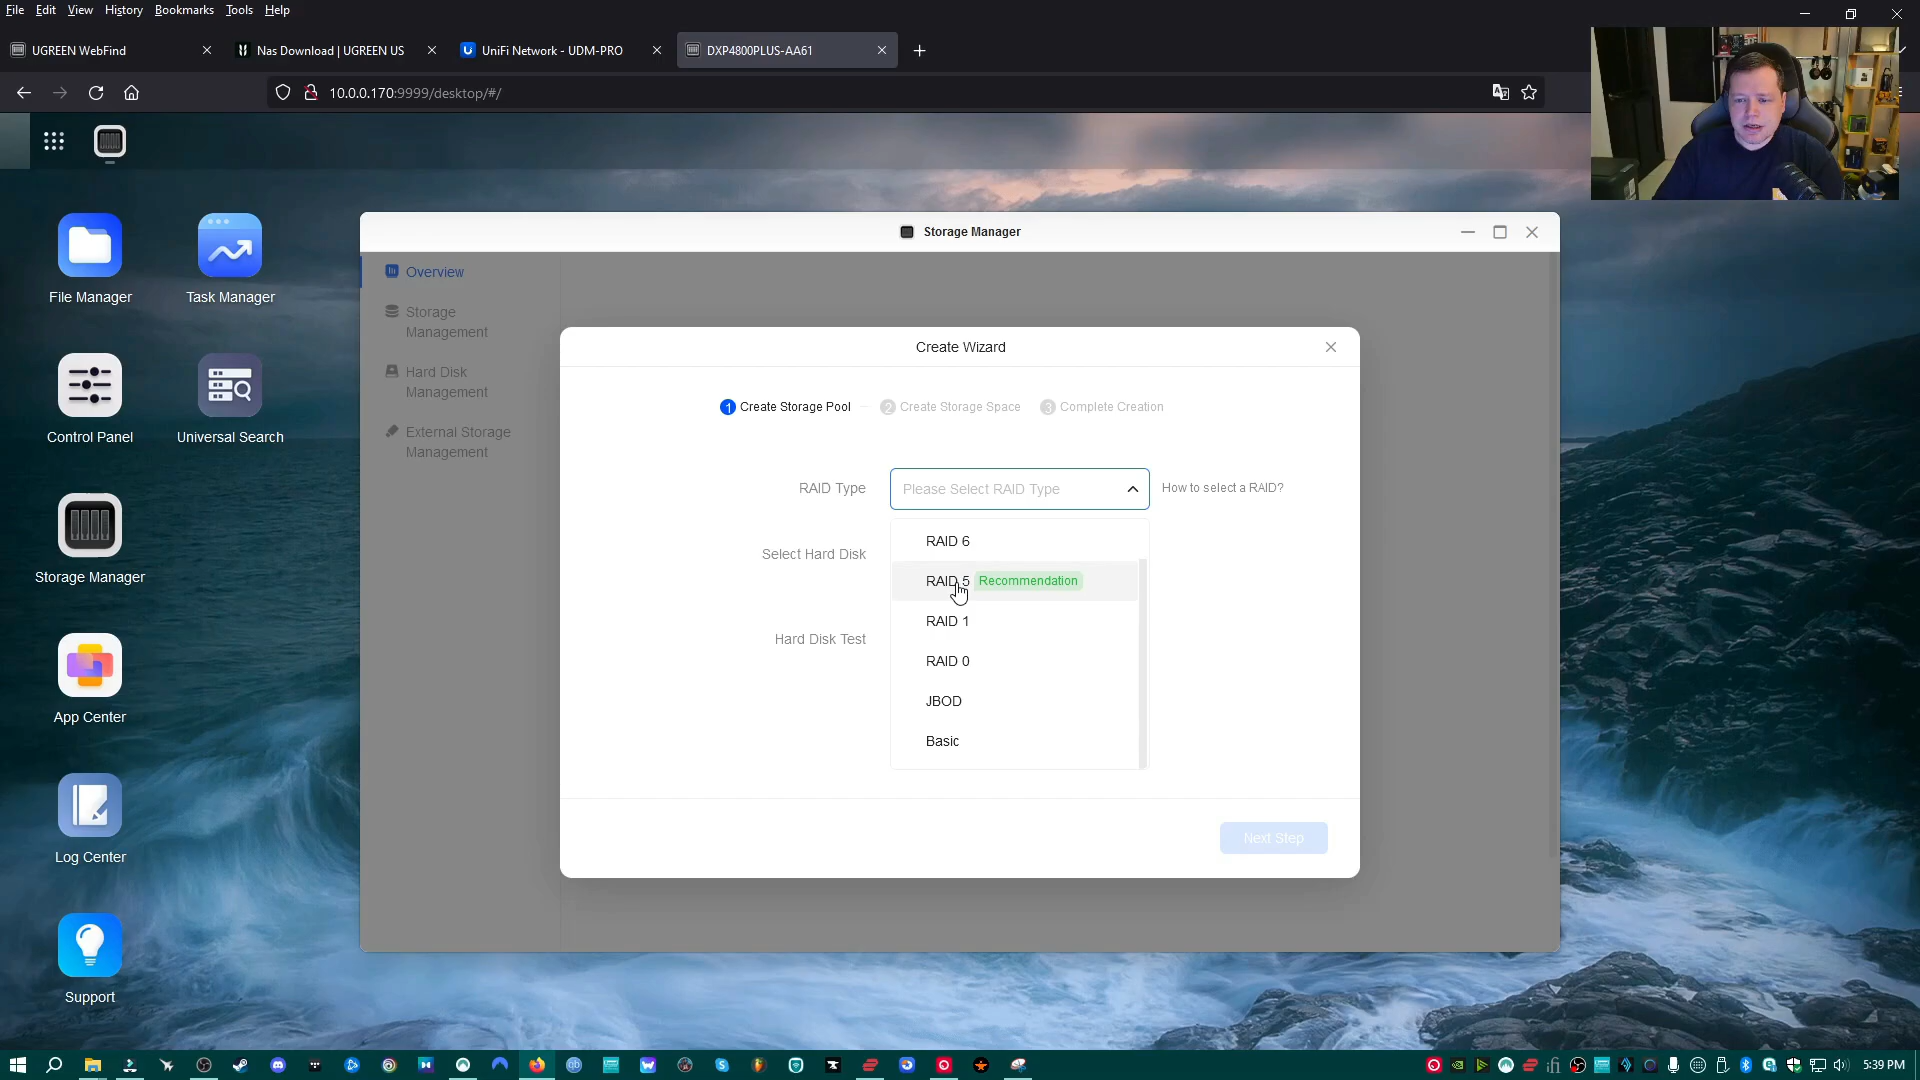 File Edit View History Bookmarks Tools Help
UGREEN WebFind
Nas Download | UGREEN US
UniFi Network - UDM-PRO
DXP4800PLUS-AA61
10.0.0.170:9999/desktop/#/
File Manager
Task Manager
Control Panel
Universal Search
Storage Manager
App Center
Log Center
Support
Storage Manager
Overview
Storage
Management
Hard Disk
Management
External Storage
Management
Create Wizard
1 Create Storage Pool
2 Create Storage Space
3 Complete Creation
RAID Type
Please Select RAID Type
How to select a RAID?
Select Hard Disk
Hard Disk Test
RAID 6
RAID 5 Recommendation
RAID 1
RAID 0
JBOD
Basic
Next Step
5:39 PM